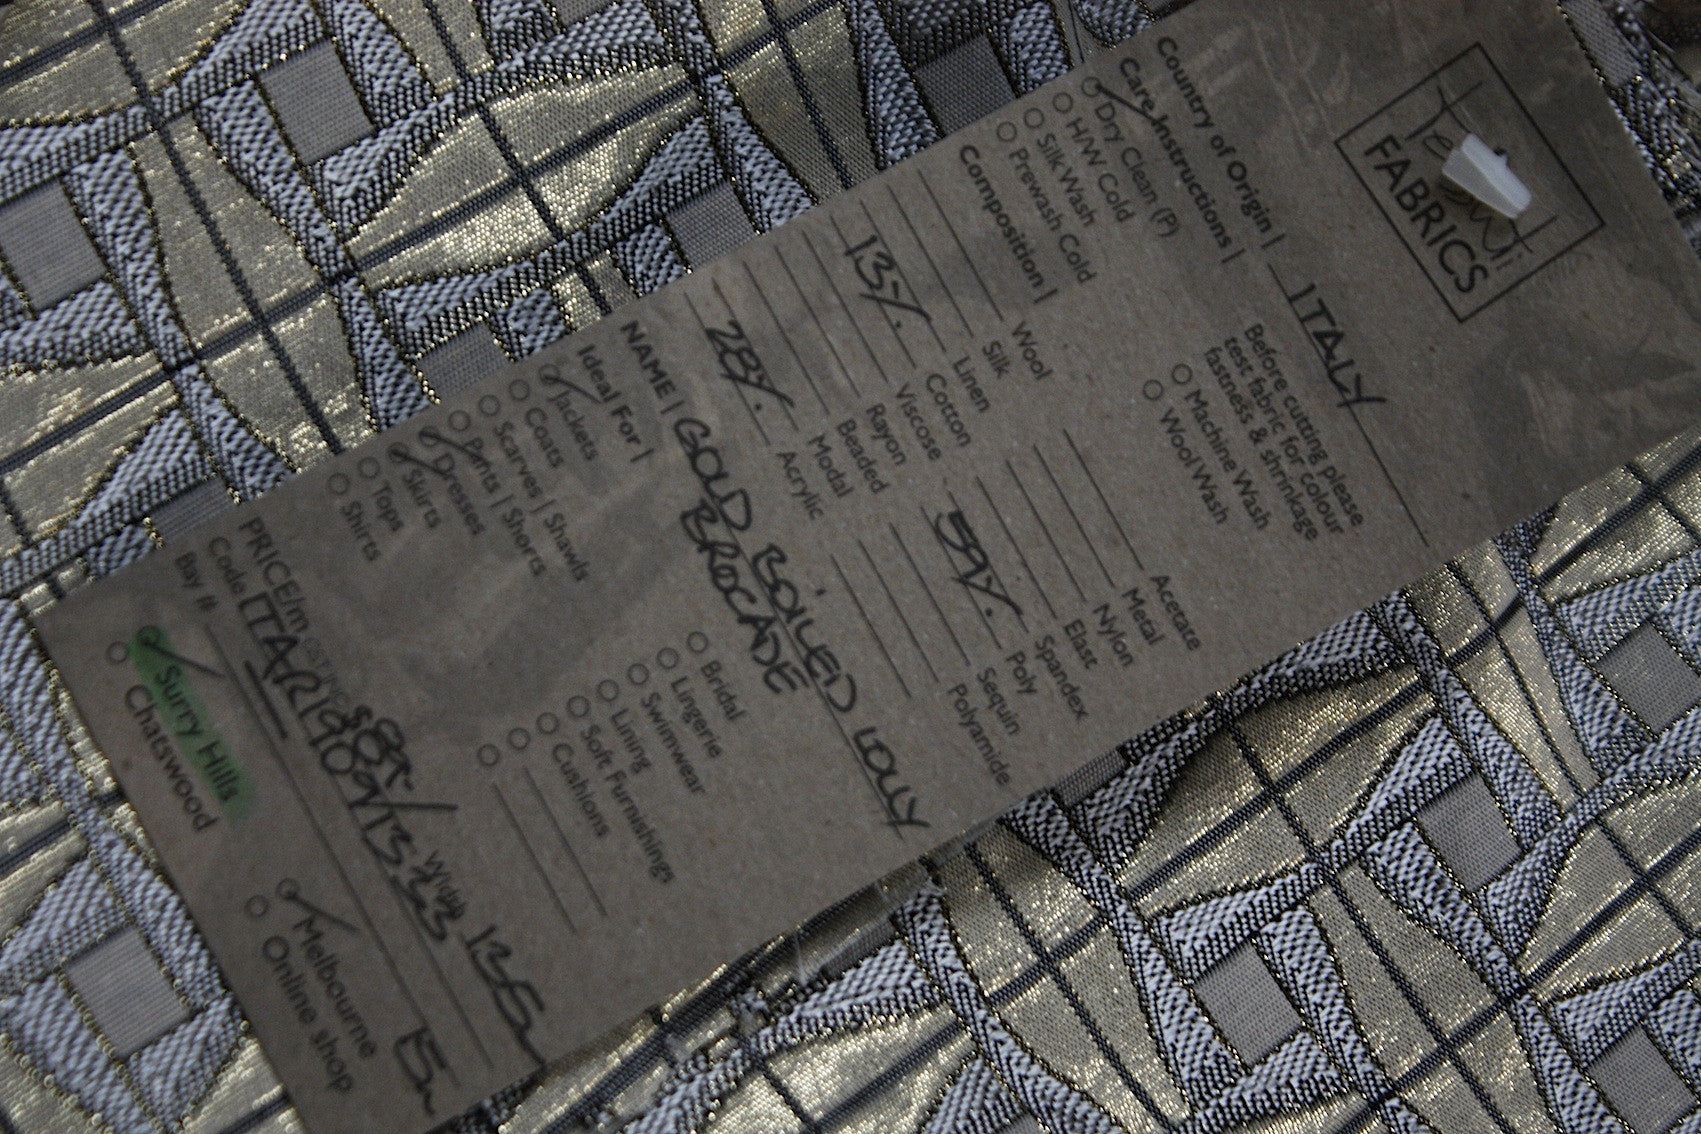 FABRICS
Country of Origin | ITALY
Care Instructions |
Dry Clean (P)
H/W Cold
Silk Wash
Prewash Cold
Before cutting please
test fabric for colour
fastness & shrinkage
Machine Wash
Wool Wash
Composition |
Wool
Silk
Linen
13%. Cotton
Viscose
Rayon
Beaded
Modal
28%. Acrylic
Acetate
Metal
Nylon
Elast
Spandex
59%. Poly
Sequin
Polyamide
NAME | GOLD BOILED LOLLY
BROCADE
Ideal For |
Jackets
Coats
Scarves | Shawls
Pants | Shorts
Dresses
Skirts
Tops
Shirts
Bridal
Lingerie
Swimwear
Lining
Soft Furnishings
Cushions
PRICE/m Width
Code
Bay #
Surry Hills
Chatswood
Melbourne
Online shop